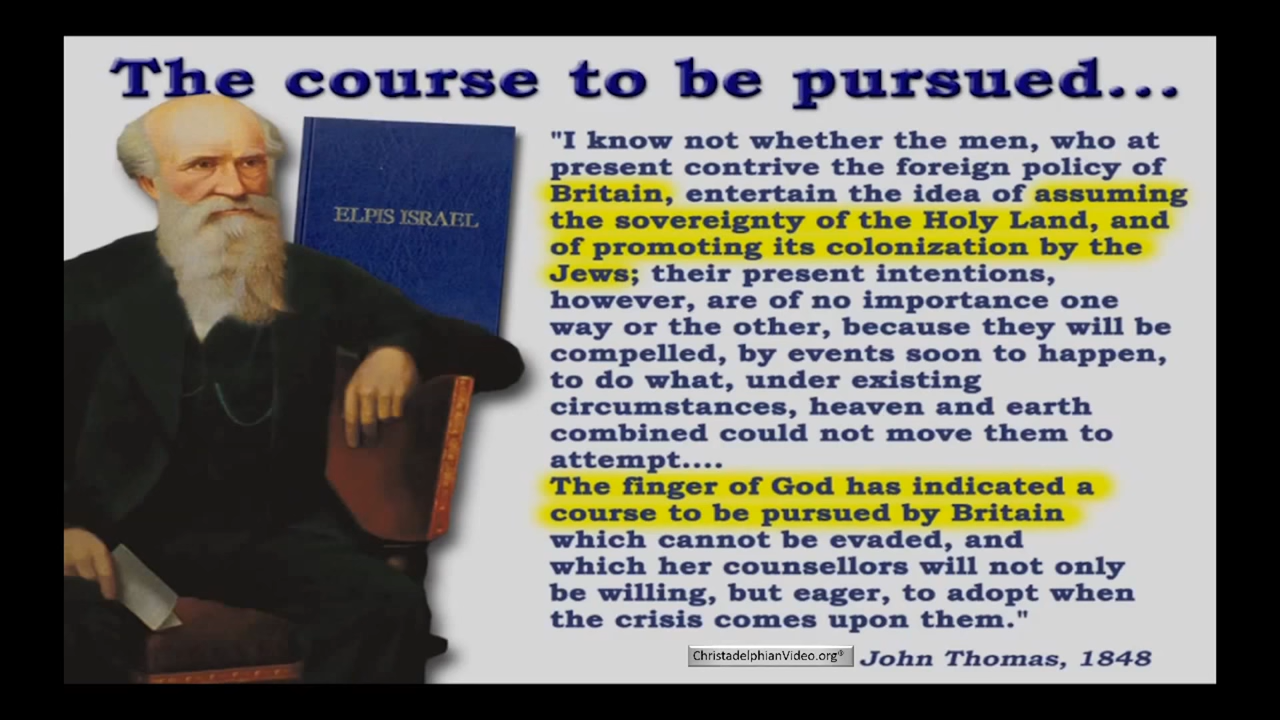 The course to be pursued...
ELPIS ISRAEL
"I know not whether the men, who at
present contrive the foreign policy of
Britain, entertain the idea of assuming
the sovereignty of the Holy Land, and
of promoting its colonization by the
Jews; their present intentions,
however, are of no importance one
way or the other, because they will be
compelled, by events soon to happen,
to do what, under existing
circumstances, heaven and earth
combined could not move them to
attempt....
The finger of God has indicated a
course to be pursued by Britain
which cannot be evaded, and
which her counsellors will not only
be willing, but eager, to adopt when
the crisis comes upon them."
ChristadelphianVideo.org®
John Thomas, 1848